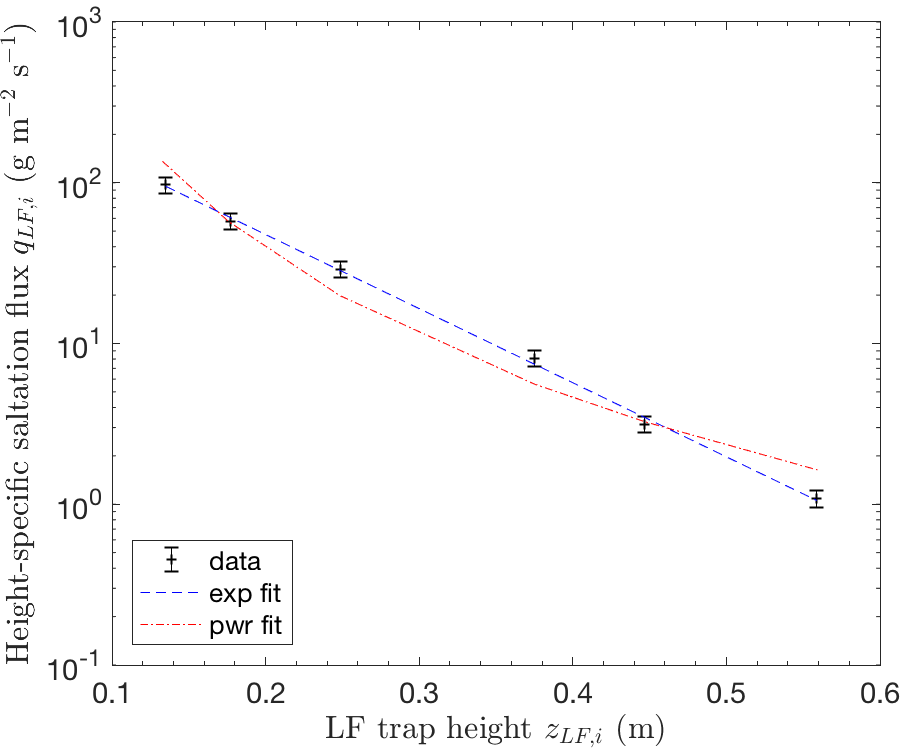 Height-specific saltation flux q_{LF,i} (g m^{-2} s^{-1})
10^3
10^2
10^1
10^0
10^{-1}
data
exp fit
pwr fit
0.1 0.2 0.3 0.4 0.5 0.6
LF trap height z_{LF,i} (m)